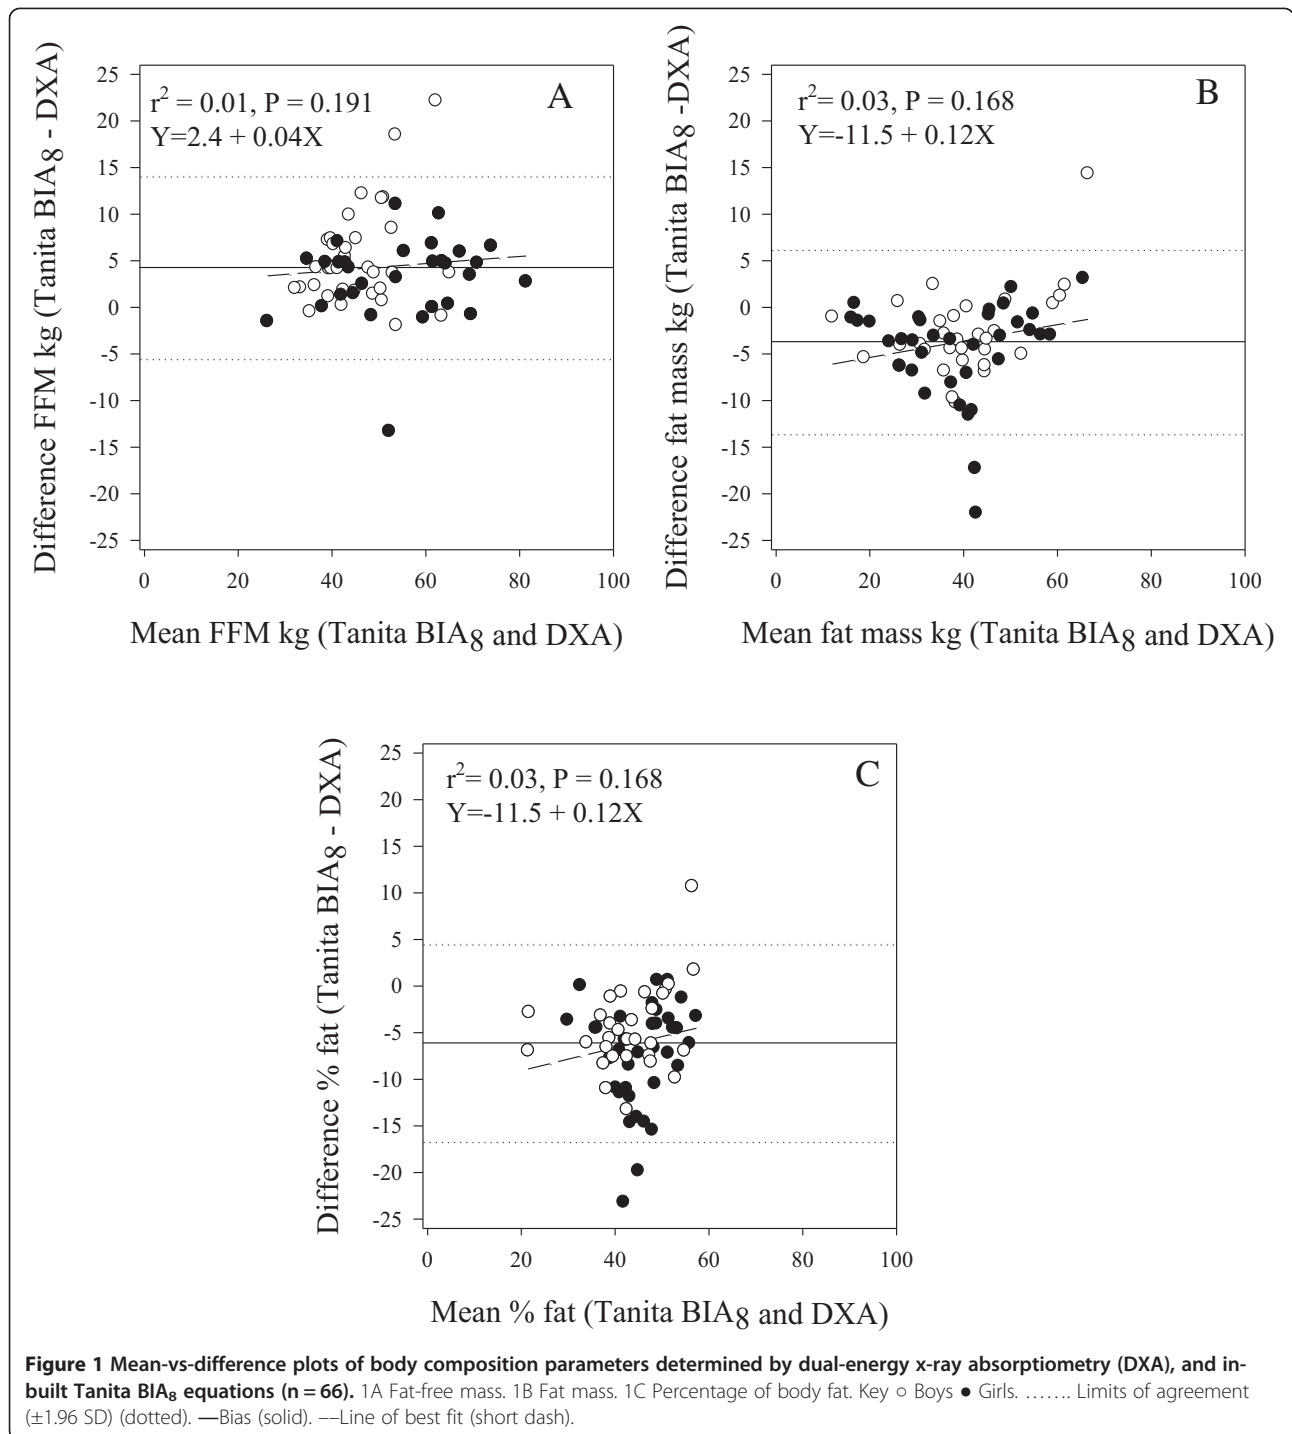 A
r² = 0.01, P = 0.191
Y=2.4 + 0.04X
Difference FFM kg (Tanita BIA₈ - DXA)
25
20
15
10
5
0
-5
-10
-15
-20
-25
0 20 40 60 80 100
Mean FFM kg (Tanita BIA₈ and DXA)
B
r²= 0.03, P = 0.168
Y=-11.5 + 0.12X
Difference fat mass kg (Tanita BIA₈ -DXA)
25
20
15
10
5
0
-5
-10
-15
-20
-25
0 20 40 60 80 100
Mean fat mass kg (Tanita BIA₈ and DXA)
C
r²= 0.03, P = 0.168
Y=-11.5 + 0.12X
Difference % fat (Tanita BIA₈ - DXA)
25
20
15
10
5
0
-5
-10
-15
-20
-25
0 20 40 60 80 100
Mean % fat (Tanita BIA₈ and DXA)
Figure 1 Mean-vs-difference plots of body composition parameters determined by dual-energy x-ray absorptiometry (DXA), and in-
built Tanita BIA₈ equations (n = 66). 1A Fat-free mass. 1B Fat mass. 1C Percentage of body fat. Key ○ Boys ● Girls. ....... Limits of agreement
(±1.96 SD) (dotted). —Bias (solid). --Line of best fit (short dash).